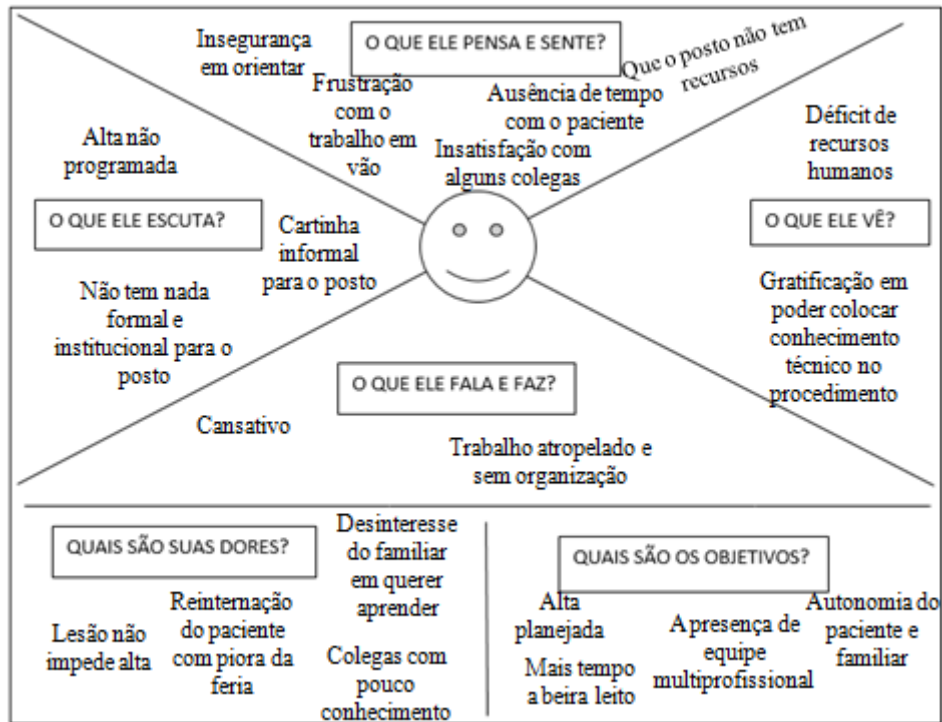 O QUE ELE PENSA E SENTE?
Insegurança
em orientar
Frustração
com o
trabalho em
vão
Ausência de tempo
com o paciente
Insatisfação com
alguns colegas
Que o posto não tem
recursos
Alta não
programada
O QUE ELE ESCUTA?
Cartinha
informal
para o posto
Não tem nada
formal e
institucional para o
posto
Déficit de
recursos
humanos
O QUE ELE VÊ?
Gratificação em
poder colocar
conhecimento
técnico no
procedimento
O QUE ELE FALA E FAZ?
Cansativo
Trabalho atropelado e
sem organização
QUAIS SÃO SUAS DORES?
Lesão não
impede alta
Reinternação
do paciente
com piora da
feria
Desinteresse
do familiar
em querer
aprender
Colegas com
pouco
conhecimento
QUAIS SÃO OS OBJETIVOS?
Alta
planejada
Mais tempo
a beira leito
A presença de
equipe
multiprofissional
Autonomia do
paciente e
familiar